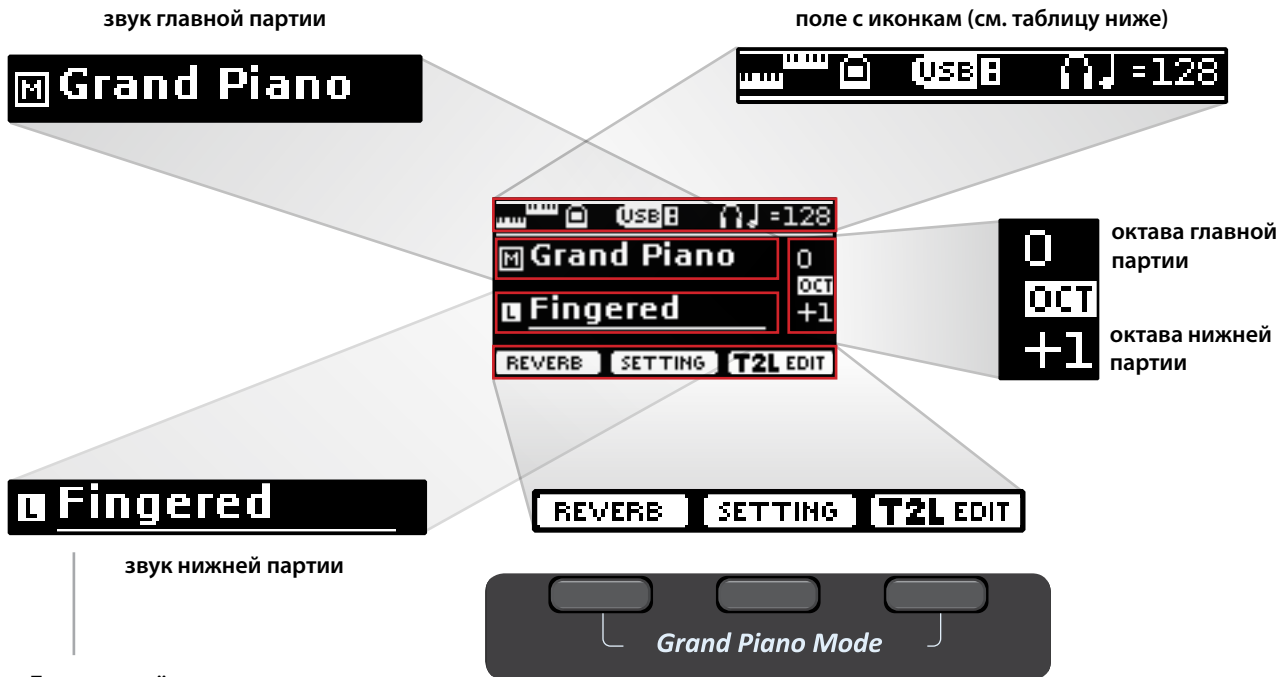 звук главной партии
поле с иконкам (см. таблицу ниже)
M Grand Piano
USB =128
USB =128
M Grand Piano
0
OCT
L Fingered
+1
REVERB SETTING T2L EDIT
0
OCT
+1
октава главной
партии
октава нижней
партии
L Fingered
REVERB SETTING T2L EDIT
звук нижней партии
Grand Piano Mode